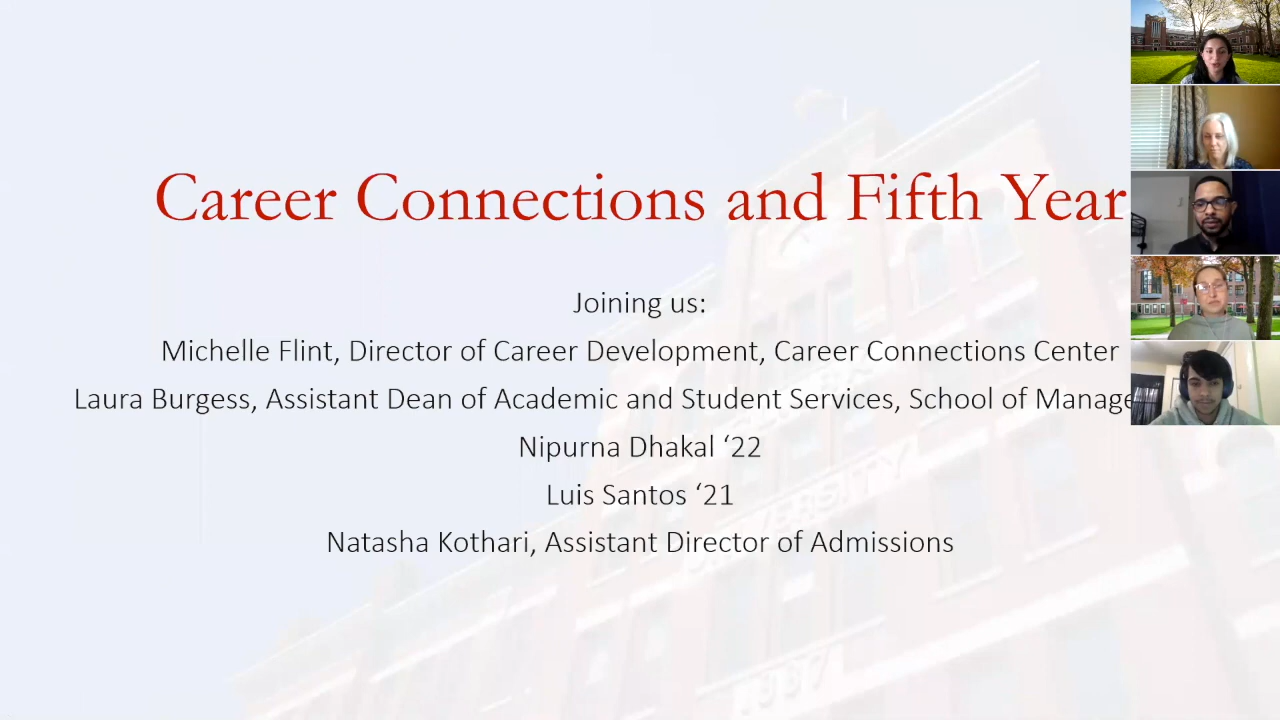 Career Connections and Fifth Year
Joining us:
Michelle Flint, Director of Career Development, Career Connections Center
Laura Burgess, Assistant Dean of Academic and Student Services, School of Manage
Nipurna Dhakal ‘22
Luis Santos ‘21
Natasha Kothari, Assistant Director of Admissions
UNIVERSITY
1887